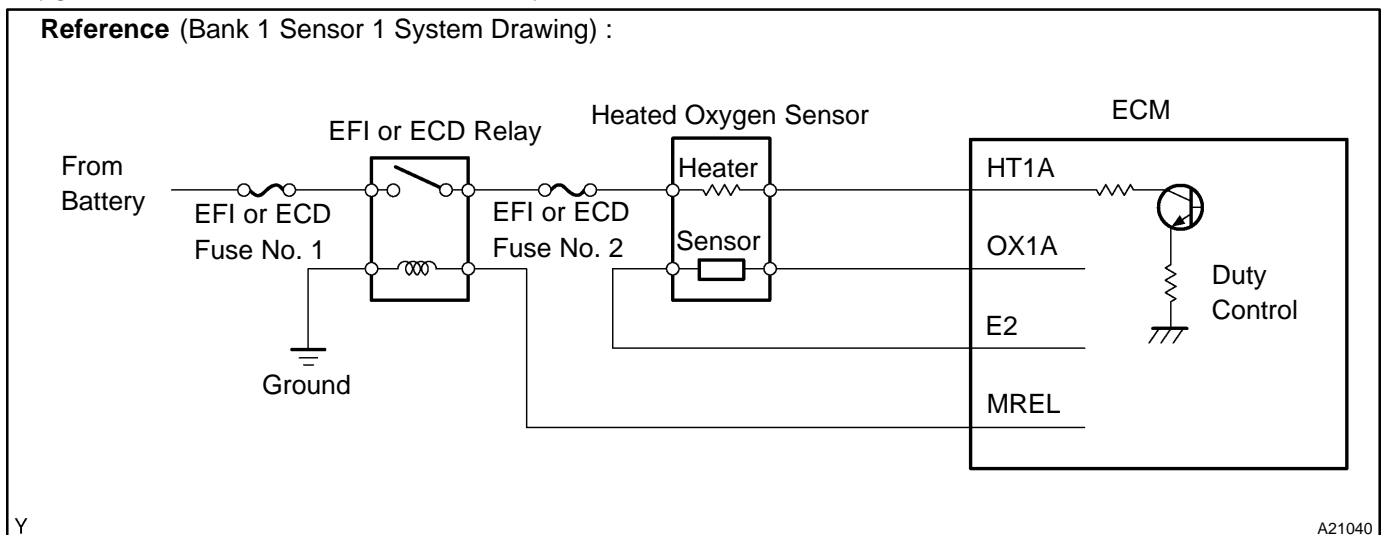 Reference (Bank 1 Sensor 1 System Drawing) :
ECM
Heated Oxygen Sensor
EFI or ECD Relay
From
Battery
EFI or ECD
Fuse No. 1
EFI or ECD
Fuse No. 2
Heater
Sensor
HT1A
OX1A
E2
MREL
Duty
Control
Ground
Y
A21040